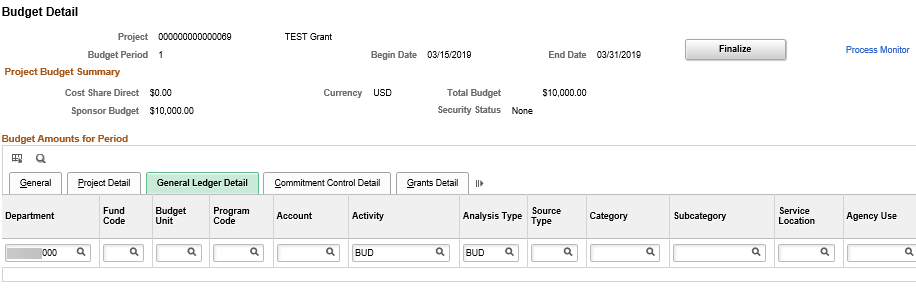 Budget Detail
Project 000000000000069 TEST Grant
Budget Period 1 Begin Date 03/15/2019 End Date 03/31/2019 Finalize Process Monitor
Project Budget Summary
Cost Share Direct $0.00 Currency USD Total Budget $10,000.00
Sponsor Budget $10,000.00 Security Status None
Budget Amounts for Period
General Project Detail General Ledger Detail Commitment Control Detail Grants Detail
Department Fund Code Budget Unit Program Code Account Activity Analysis Type Source Type Category Subcategory Service Location Agency Use
000 BUD BUD